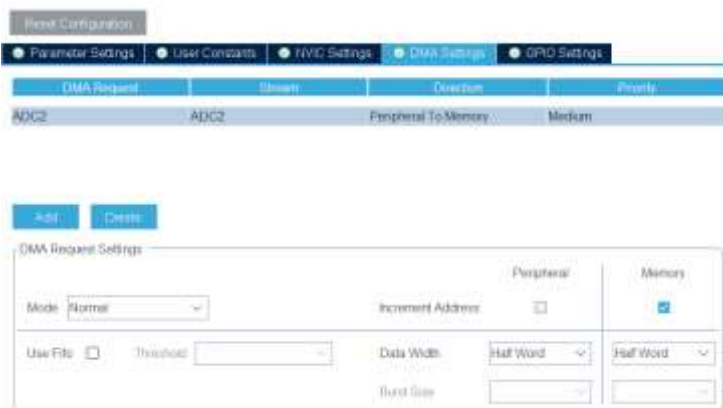 Reset Configuration
Parameter Settings User Constants NVIC Settings DMA Settings GPIO Settings
DMA Request Stream Direction Priority
ADC2 ADC2 Peripheral To Memory Medium
Add
DMA Request Settings
Peripheral Memory
Mode Normal Increment Address
Use Fifo Threshold Data Width Half Word Half Word
Burst Size